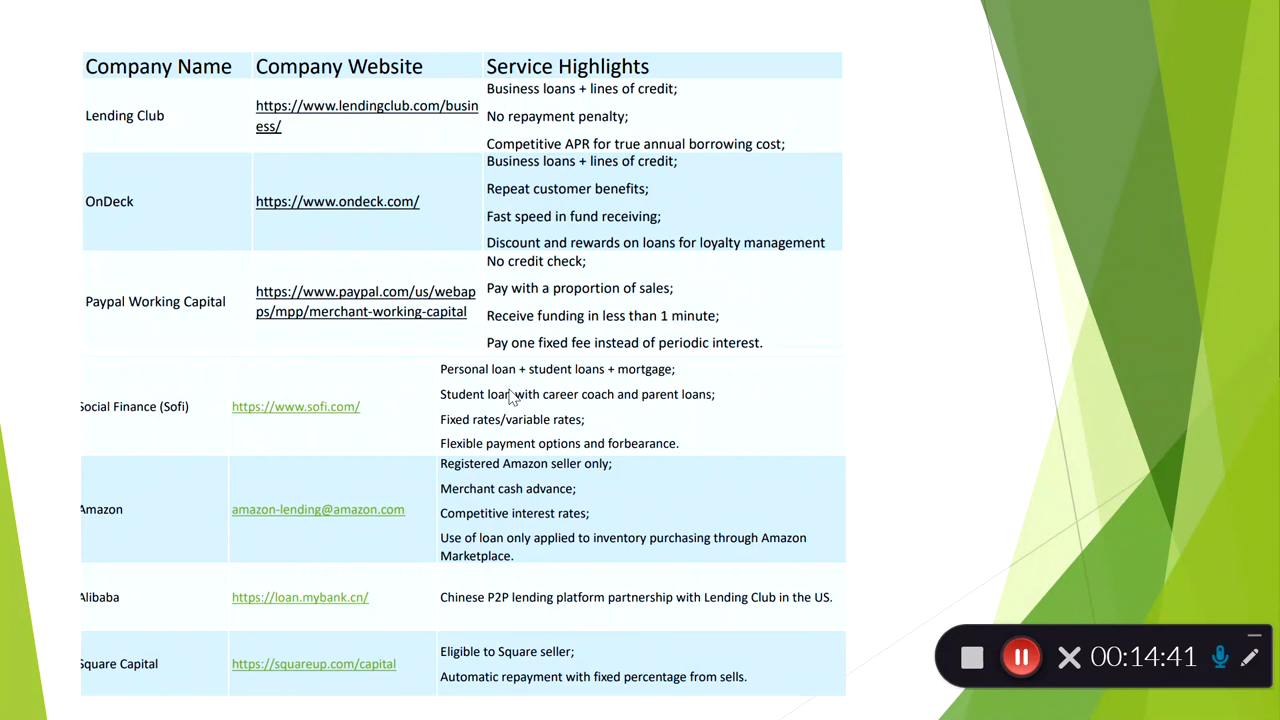 Company Name Company Website Service Highlights
Lending Club
https://www.lendingclub.com/busin
ess/
Business loans + lines of credit;
No repayment penalty;
Competitive APR for true annual borrowing cost;
OnDeck
https://www.ondeck.com/
Business loans + lines of credit;
Repeat customer benefits;
Fast speed in fund receiving;
Discount and rewards on loans for loyalty management
Paypal Working Capital
https://www.paypal.com/us/webap
ps/mpp/merchant-working-capital
No credit check;
Pay with a proportion of sales;
Receive funding in less than 1 minute;
Pay one fixed fee instead of periodic interest.
Social Finance (Sofi)
https://www.sofi.com/
Personal loan + student loans + mortgage;
Student loan with career coach and parent loans;
Fixed rates/variable rates;
Flexible payment options and forbearance.
Amazon
amazon-lending@amazon.com
Registered Amazon seller only;
Merchant cash advance;
Competitive interest rates;
Use of loan only applied to inventory purchasing through Amazon
Marketplace.
Alibaba
https://loan.mybank.cn/
Chinese P2P lending platform partnership with Lending Club in the US.
Square Capital
https://squareup.com/capital
Eligible to Square seller;
Automatic repayment with fixed percentage from sells.
00:14:41